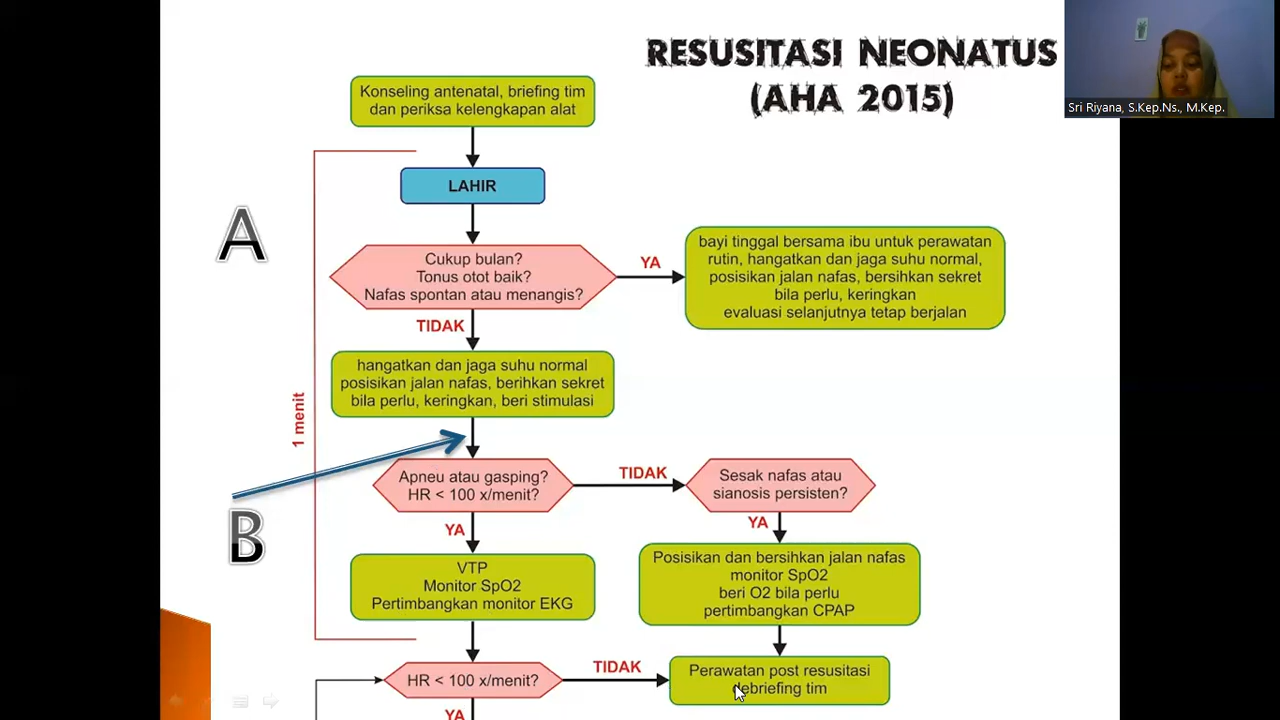 RESUSITASI NEONATUS
(AHA 2015)
Sri Riyana, S.Kep.Ns., M.Kep.
Konseling antenatal, briefing tim
dan periksa kelengkapan alat
LAHIR
A
Cukup bulan?
Tonus otot baik?
Nafas spontan atau menangis?
YA
bayi tinggal bersama ibu untuk perawatan
rutin, hangatkan dan jaga suhu normal,
posisikan jalan nafas, bersihkan sekret
bila perlu, keringkan
evaluasi selanjutnya tetap berjalan
TIDAK
hangatkan dan jaga suhu normal
posisikan jalan nafas, berihkan sekret
bila perlu, keringkan, beri stimulasi
1 menit
B
Apneu atau gasping?
HR < 100 x/menit?
TIDAK
Sesak nafas atau
sianosis persisten?
YA
YA
VTP
Monitor SpO2
Pertimbangkan monitor EKG
Posisikan dan bersihkan jalan nafas
monitor SpO2
beri O2 bila perlu
pertimbangkan CPAP
HR < 100 x/menit?
TIDAK
Perawatan post resusitasi
debriefing tim
YA